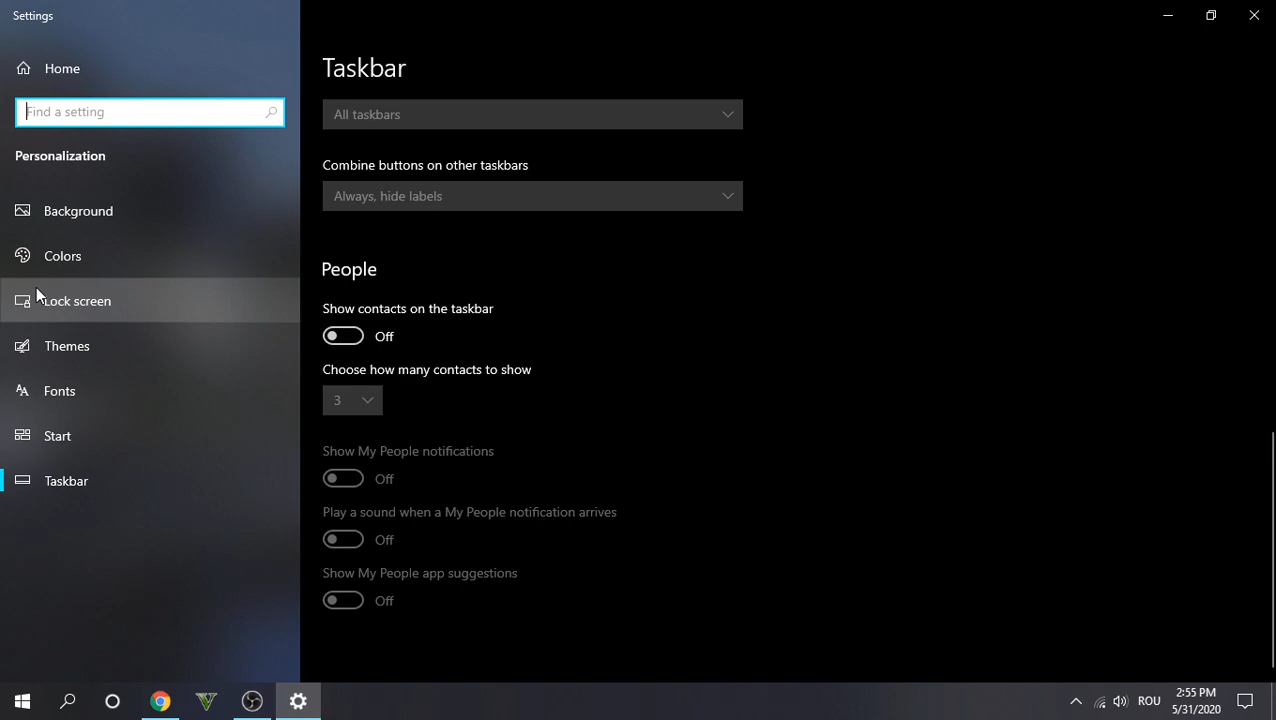 Settings
Home
Find a setting
Personalization
Background
Colors
Lock screen
Themes
Fonts
Start
Taskbar
Taskbar
All taskbars
Combine buttons on other taskbars
Always, hide labels
People
Show contacts on the taskbar
Off
Choose how many contacts to show
3
Show My People notifications
Off
Play a sound when a My People notification arrives
Off
Show My People app suggestions
Off
ROU
2:55 PM
5/31/2020